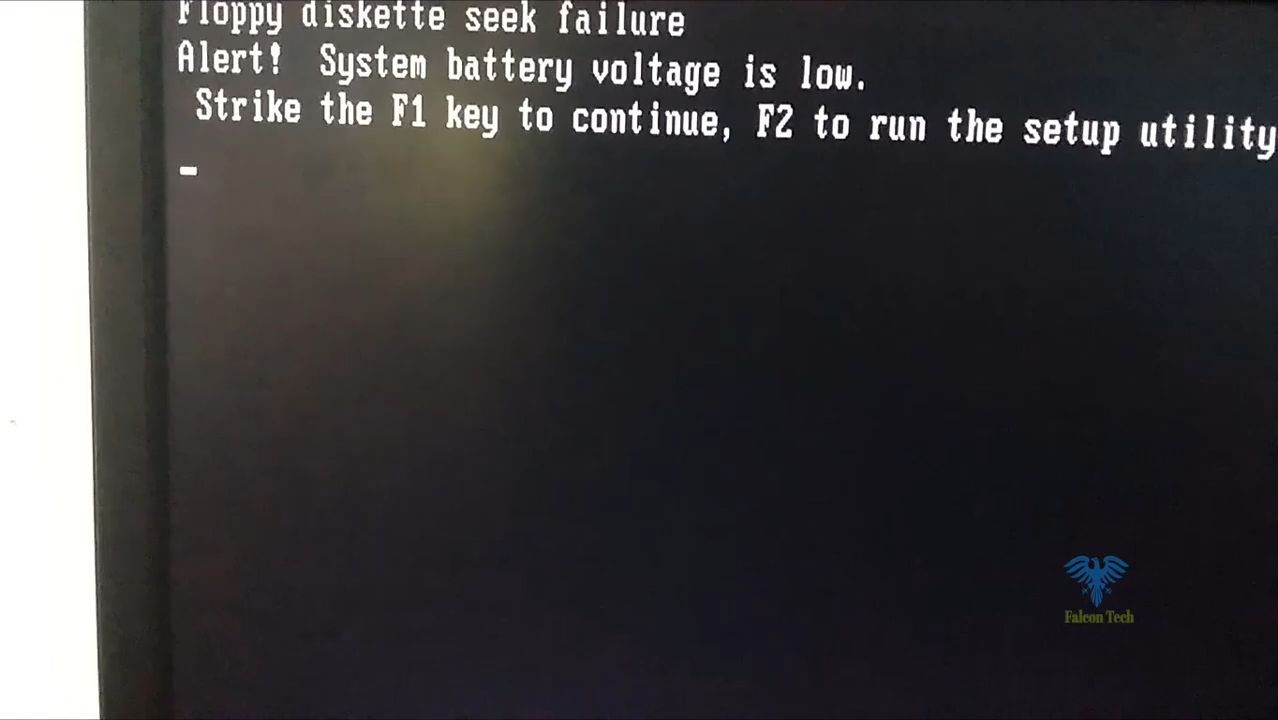 Floppy diskette seek failure
Alert! System battery voltage is low.
Strike the F1 key to continue, F2 to run the setup utility
Falcon Tech